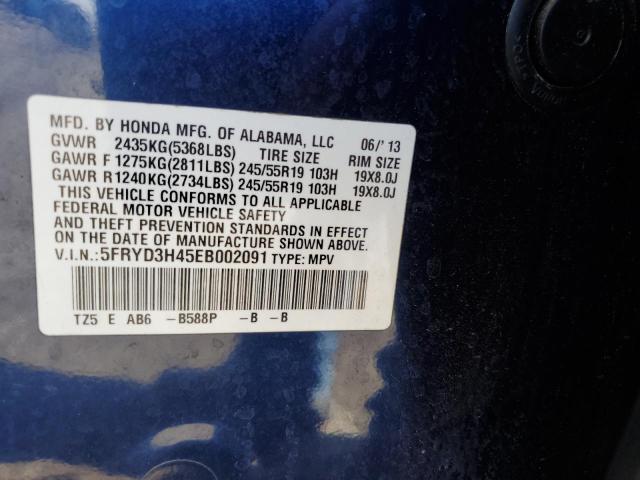 MFD. BY HONDA MFG. OF ALABAMA, LLC 06/'13
GVWR 2435KG(5368LBS) TIRE SIZE RIM SIZE
GAWR F 1275KG(2811LBS) 245/55R19 103H 19X8.0J
GAWR R 1240KG(2734LBS) 245/55R19 103H 19X8.0J
THIS VEHICLE CONFORMS TO ALL APPLICABLE
FEDERAL MOTOR VEHICLE SAFETY
AND THEFT PREVENTION STANDARDS IN EFFECT
ON THE DATE OF MANUFACTURE SHOWN ABOVE.
V.I.N.:5FRYD3H45EB002091 TYPE: MPV
TZ5 E AB6 -B588P -B -B